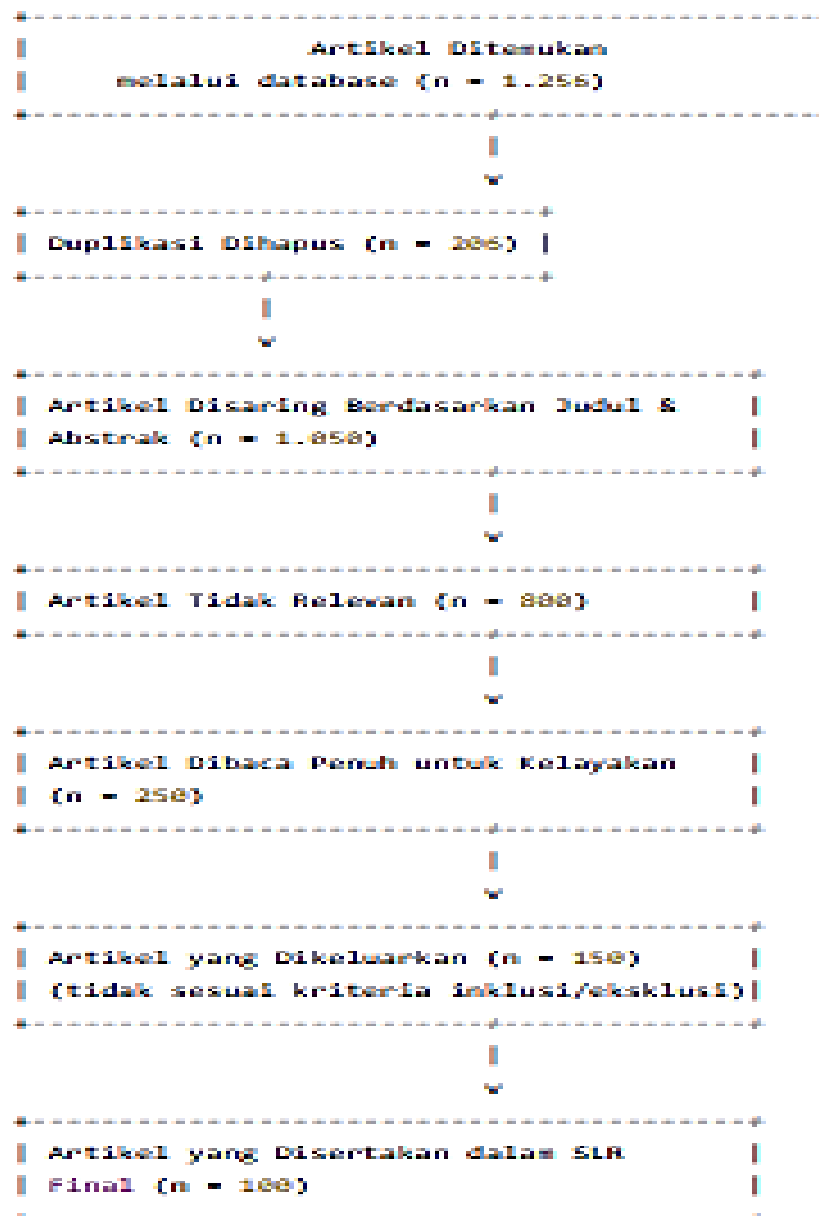 Artikel Ditemukan
melalui database (n = 1.256)
Duplikasi Dihapus (n = 206)
Artikel Disaring Berdasarkan Judul &
Abstrak (n = 1.050)
Artikel Tidak Relevan (n = 800)
Artikel Dibaca Penuh untuk Kelayakan
(n = 250)
Artikel yang Dikeluarkan (n = 150)
(tidak sesuai kriteria inklusi/eksklusi)
Artikel yang Disertakan dalam SLR
Final (n = 100)